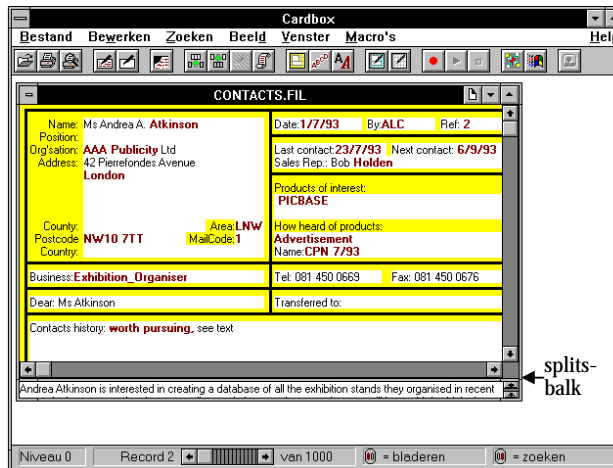 Cardbox
Bestand Bewerken Zoeken Beeld Venster Macro's Help
CONTACTS.FIL
Name: Ms Andrea A. Atkinson
Position:
Org'sation: AAA Publicity Ltd
Address: 42 Pierrefondes Avenue
London
County: Area:LNW
Postcode NW10 7TT MailCode:1
Country:
Date:1/7/93 By:ALC Ref: 2
Last contact:23/7/93 Next contact: 6/9/93
Sales Rep.: Bob Holden
Products of interest:
PICBASE
How heard of products:
Advertisement
Name:CPN 7/93
Business:Exhibition_Organiser
Tel: 081 450 0669 Fax: 081 450 0676
Dear: Ms Atkinson
Transferred to:
Contacts history: worth pursuing, see text
Andrea Atkinson is interested in creating a database of all the exhibition stands they organised in recent
splits-
balk
Niveau 0 Record 2 van 1000 = bladeren = zoeken